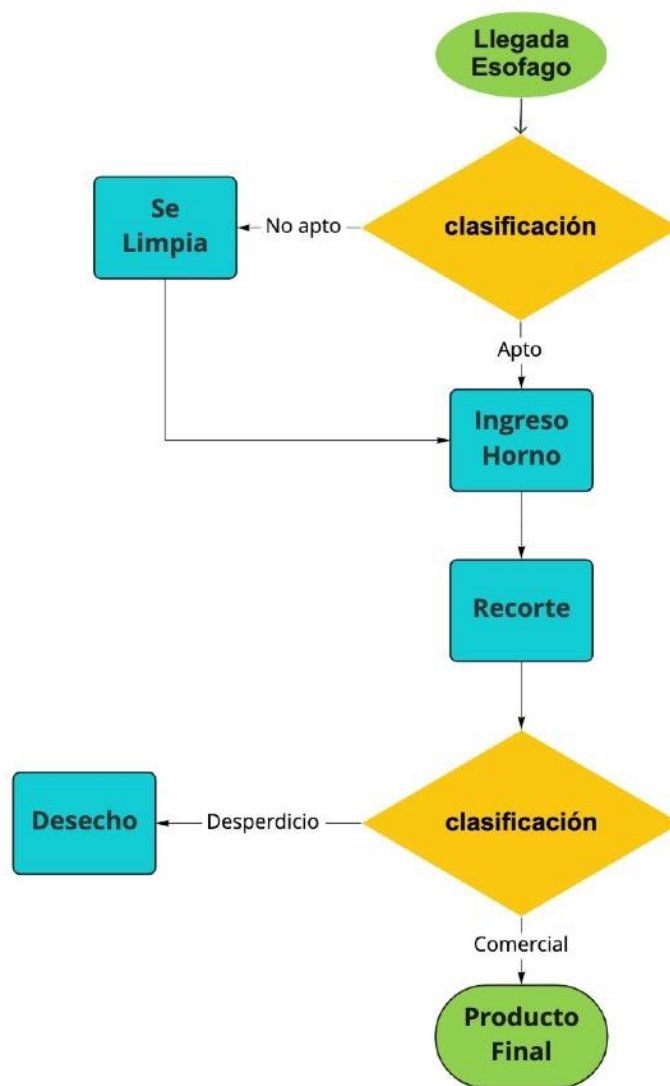 Llegada
Esofago
clasificación
Se
Limpia
No apto
Apto
Ingreso
Horno
Recorte
clasificación
Desecho
Desperdicio
Comercial
Producto
Final